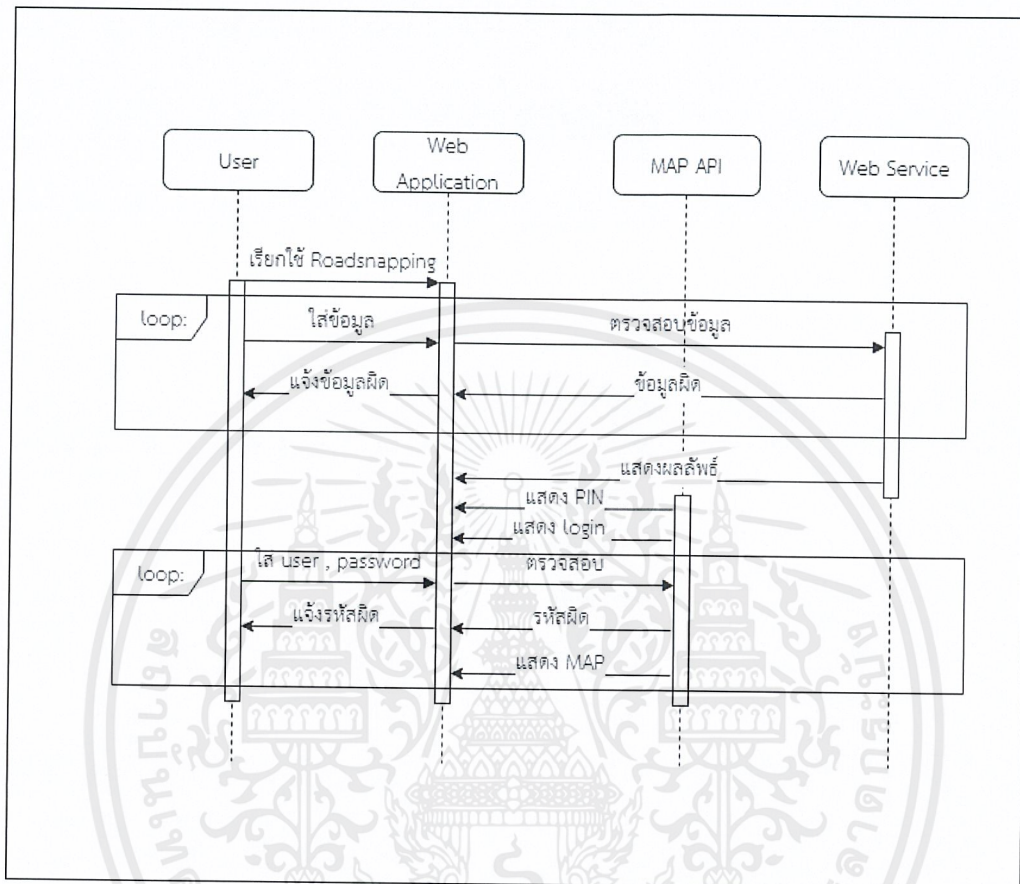 User
Web
Application
MAP API
Web Service
เรียกใช้ Roadsnapping
loop:
ใส่ข้อมูล
ตรวจสอบข้อมูล
แจ้งข้อมูลผิด
ข้อมูลผิด
แสดงผลลัพธ์
แสดง PIN
แสดง login
loop:
ใส user , password
ตรวจสอบ
แจ้งรหัสผิด
รหัสผิด
แสดง MAP